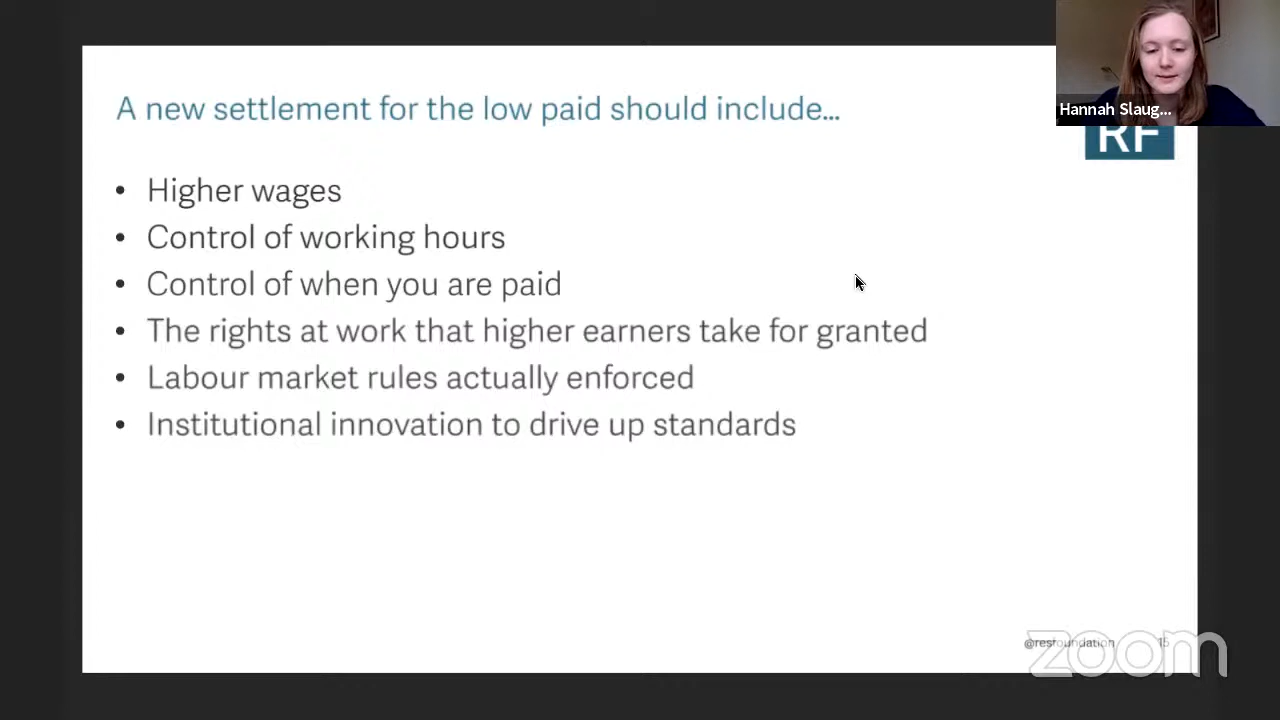 A new settlement for the low paid should include...
Hannah Slaug...
RF
• Higher wages
• Control of working hours
• Control of when you are paid
• The rights at work that higher earners take for granted
• Labour market rules actually enforced
• Institutional innovation to drive up standards
@resfoundation
15
zoom